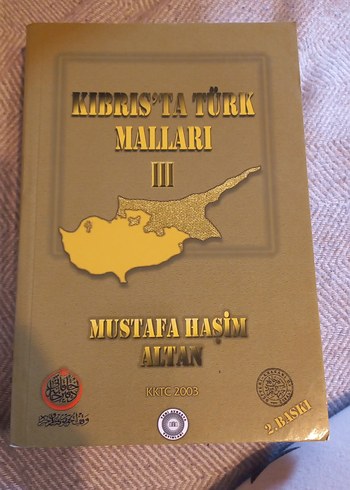 KIBRIS'TA TÜRK
MALLARI
III
MUSTAFA HAŞİM
ALTAN
KKTC 2003
2. BASKI